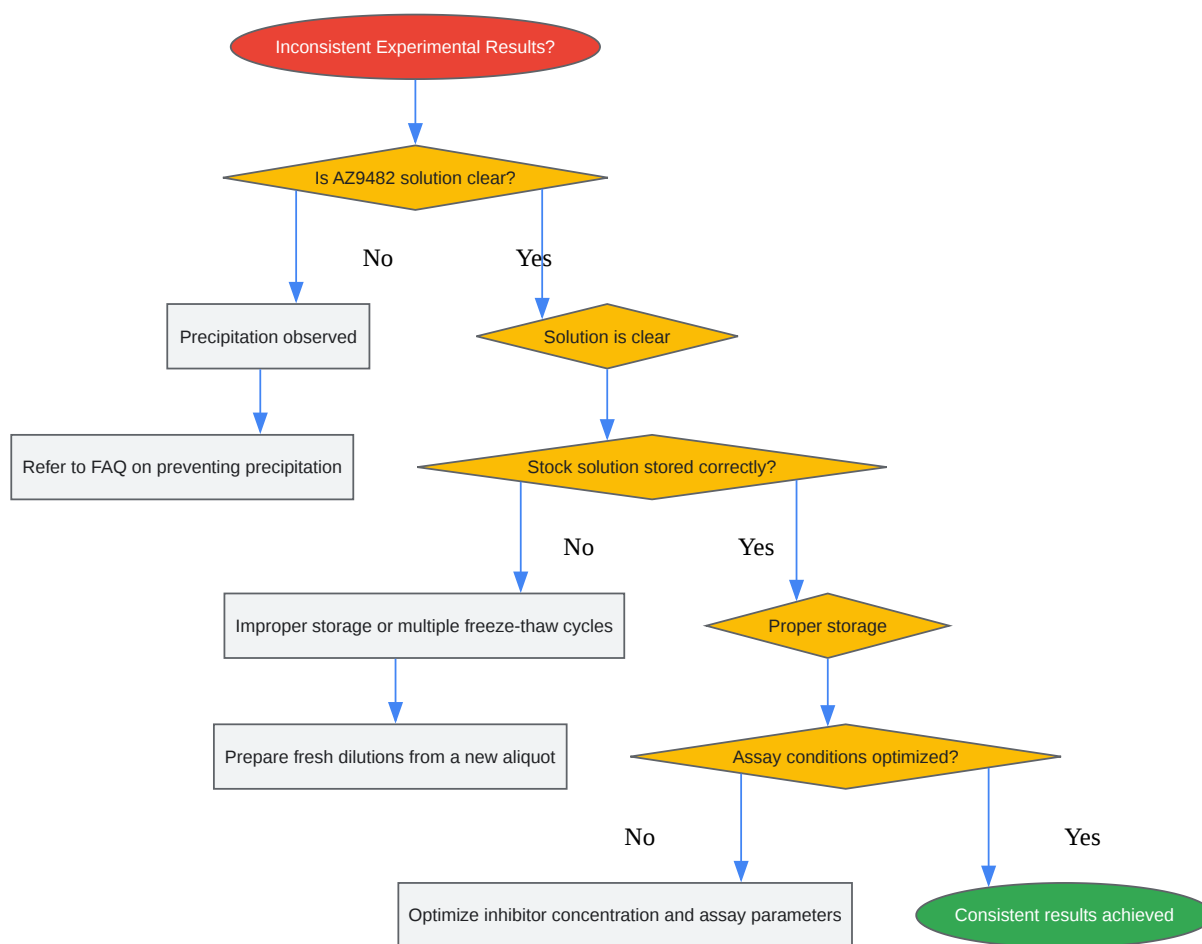 Inconsistent Experimental Results?
Is AZ9482 solution clear?
No
Yes
Precipitation observed
Solution is clear
Refer to FAQ on preventing precipitation
Stock solution stored correctly?
No
Yes
Improper storage or multiple freeze-thaw cycles
Proper storage
Prepare fresh dilutions from a new aliquot
Assay conditions optimized?
No
Yes
Optimize inhibitor concentration and assay parameters
Consistent results achieved